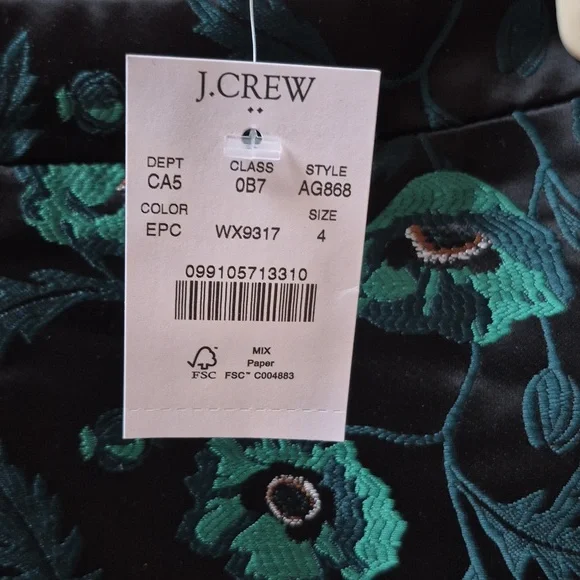 J.CREW
DEPT CLASS STYLE
CA5 0B7 AG868
COLOR SIZE
EPC WX9317 4
099105713310
MIX
Paper
FSC FSC™ C004883